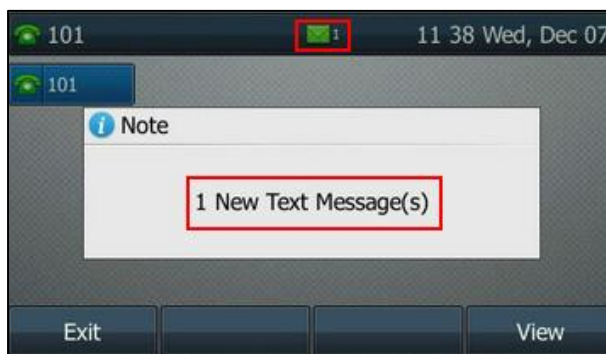 101
1
11 38 Wed, Dec 07
101
Note
1 New Text Message(s)
Exit
View